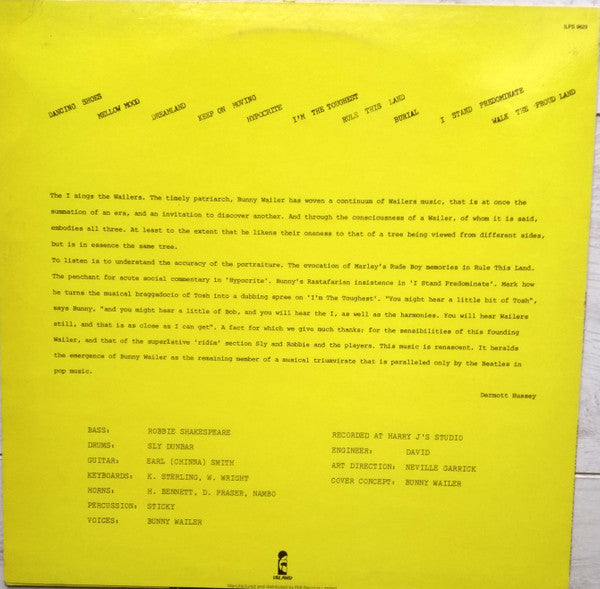 ILPS 9629
DANCING SHOES
MELLOW MOOD
DREAMLAND
KEEP ON MOVING
HYPOCRITE
I'M THE TOUGHEST
RULE THIS LAND
BURIAL
I STAND PREDOMINATE
WALK THE PROUD LAND
The I sings the Wailers. The timely patriarch, Bunny Wailer has woven a continuum of Wailers music, that is at once the
summation of an era, and an invitation to discover another. And through the consciousness of a Wailer, of whom it is said,
embodies all three. At least to the extent that he likens their oneness to that of a tree being viewed from different sides,
but is in essence the same tree.
To listen is to understand the accuracy of the portraiture. The evocation of Marley's Rude Boy memories in Rule This Land.
The penchant for acute social commentary in 'Hypocrite'. Bunny's Rastafarian insistence in 'I Stand Predominate'. Mark how
he turns the musical braggadocio of Tosh into a dubbing spree on 'I'm The Toughest'. "You might hear a little bit of Tosh",
says Bunny, "and you might hear a little of Bob, and you will hear the I, as well as the harmonies. You will hear Wailers
still, and that is as close as I can get". A fact for which we give much thanks; for the sensibilities of this founding
Wailer, and that of the superlative 'ridim' section Sly and Robbie and the players. This music is renascent. It heralds
the emergence of Bunny Wailer as the remaining member of a musical triumvirate that is paralleled only by the Beatles in
pop music.
Dermott Hussey
BASS: ROBBIE SHAKESPEARE
DRUMS: SLY DUNBAR
GUITAR: EARL (CHINNA) SMITH
KEYBOARDS: K. STERLING, W. WRIGHT
HORNS: H. BENNETT, D. FRASER, NAMBO
PERCUSSION: STICKY
VOICES: BUNNY WAILER
RECORDED AT HARRY J'S STUDIO
ENGINEER: DAVID
ART DIRECTION: NEVILLE GARRICK
COVER CONCEPT: BUNNY WAILER
ISLAND
Manufactured and distributed by